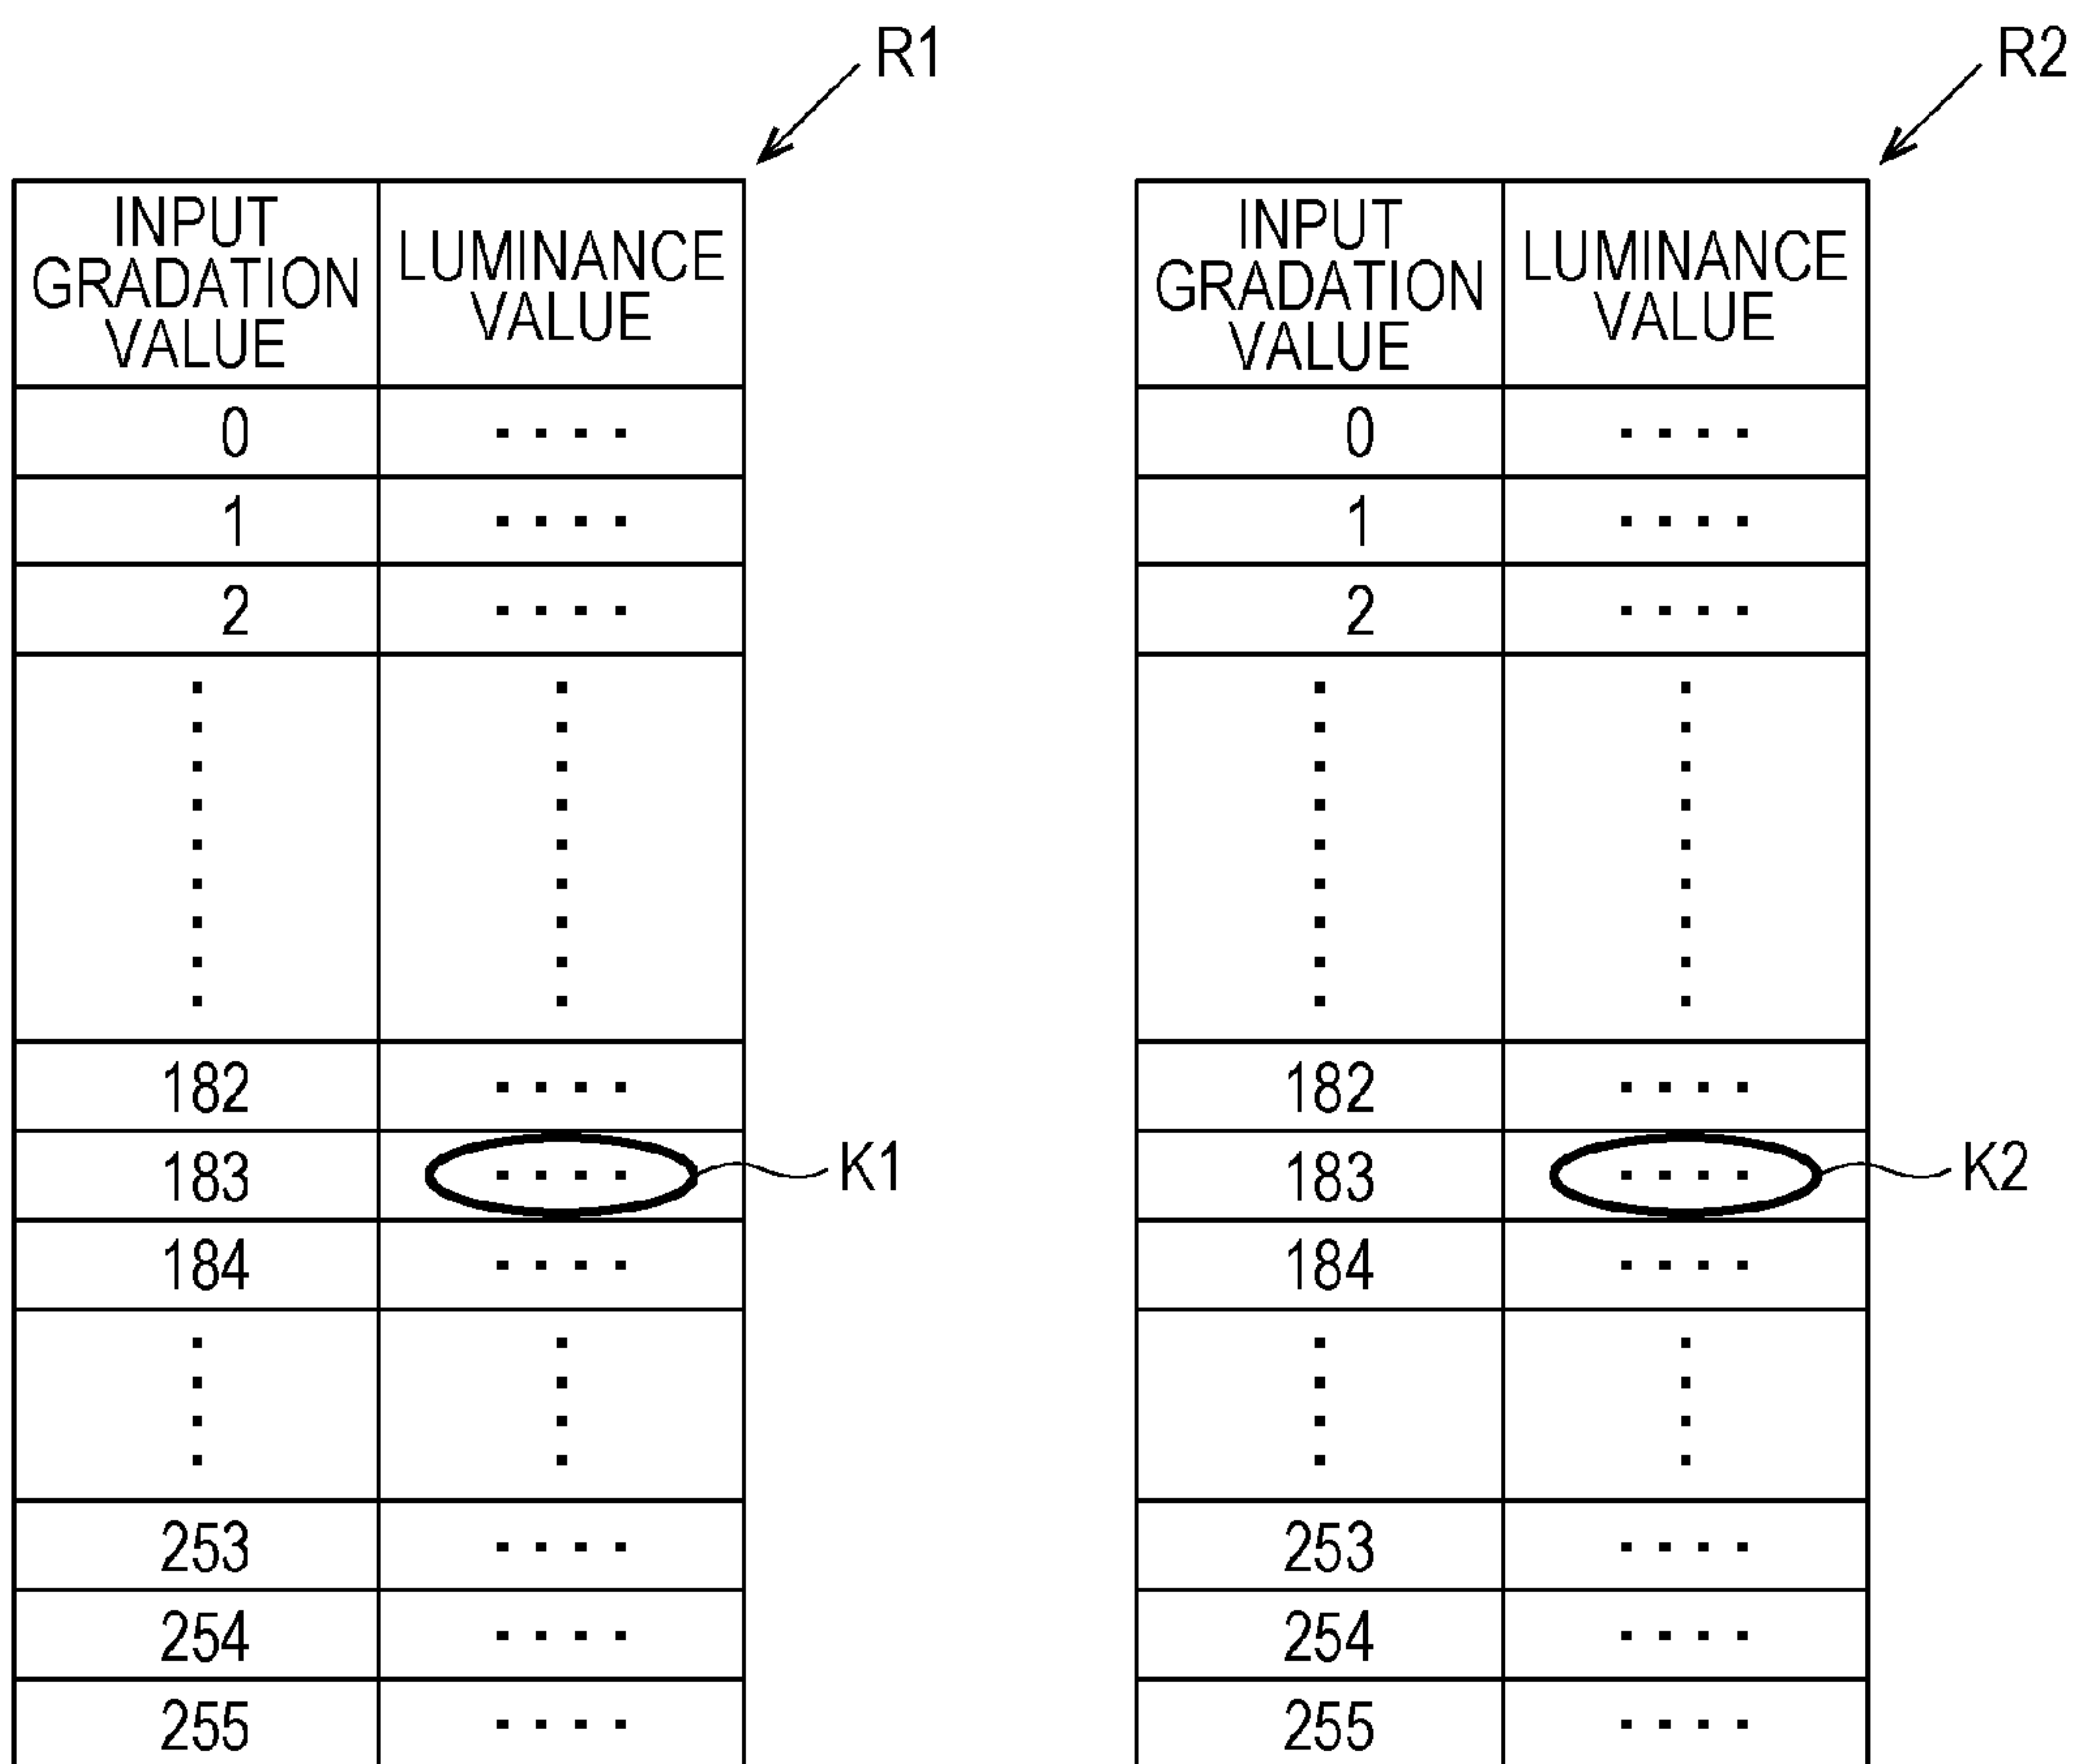 R1
INPUT
GRADATION
VALUE
LUMINANCE
VALUE
0 ....
1 ....
2 ....
182 ....
183 .... K1
184 ....
253 ....
254 ....
255 ....
R2
INPUT
GRADATION
VALUE
LUMINANCE
VALUE
0 ....
1 ....
2 ....
182 ....
183 .... K2
184 ....
253 ....
254 ....
255 ....